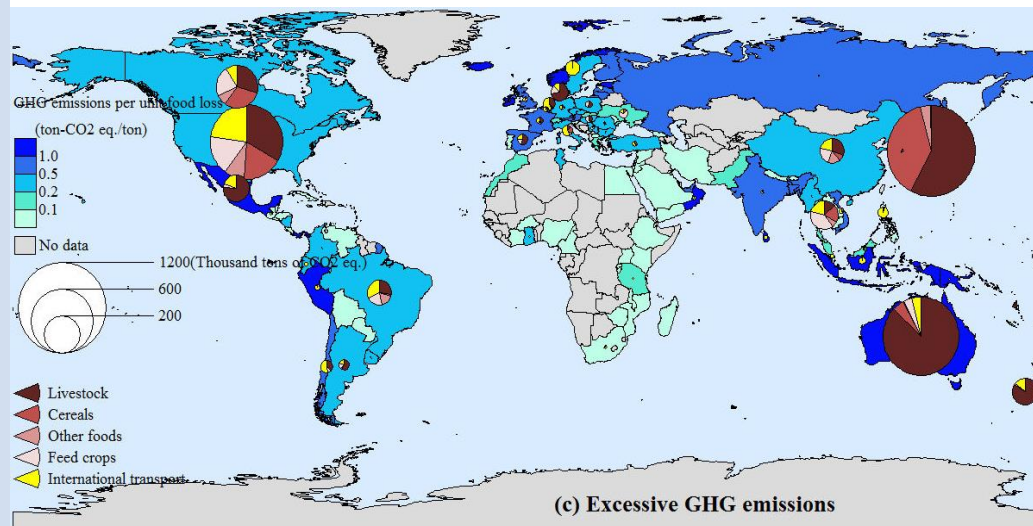 GHG emissions per unit food loss
(ton-CO2 eq./ton)
1.0
0.5
0.2
0.1
No data
1200(Thousand tons of CO2 eq.)
600
200
Livestock
Cereals
Other foods
Feed crops
International transport
(c) Excessive GHG emissions